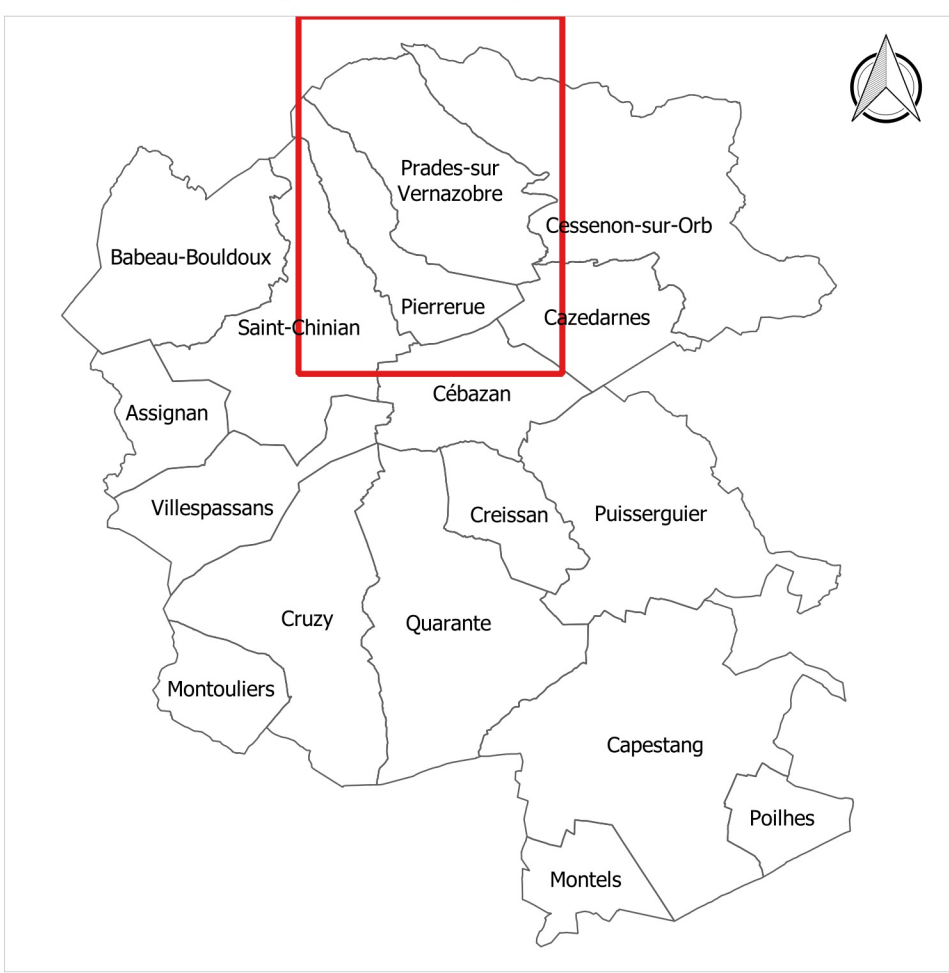 Prades-sur
Vernazobre
Cessenon-sur-Orb
Babeau-Bouldoux
Pierrerue
Cazedarnes
Saint-Chinian
Cébazan
Assignan
Villespassans
Creissan
Puisserguier
Cruzy
Quarante
Montouliers
Capestang
Poilhes
Montels